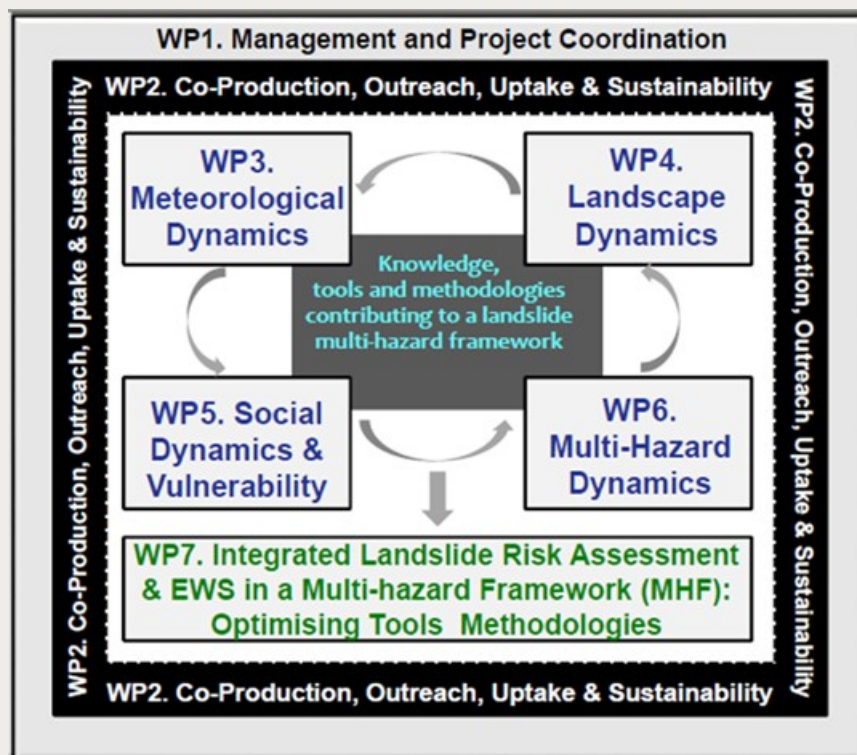 WP1. Management and Project Coordination
WP2. Co-Production, Outreach, Uptake & Sustainability
WP2. Co-Production, Outreach, Uptake & Sustainability
WP2. Co-Production, Outreach, Uptake & Sustainability
WP3.
Meteorological
Dynamics
WP4.
Landscape
Dynamics
Knowledge,
tools and methodologies
contributing to a landslide
multi-hazard framework
WP5. Social
Dynamics &
Vulnerability
WP6.
Multi-Hazard
Dynamics
WP7. Integrated Landslide Risk Assessment
& EWS in a Multi-hazard Framework (MHF):
Optimising Tools Methodologies
WP2. Co-Production, Outreach, Uptake & Sustainability